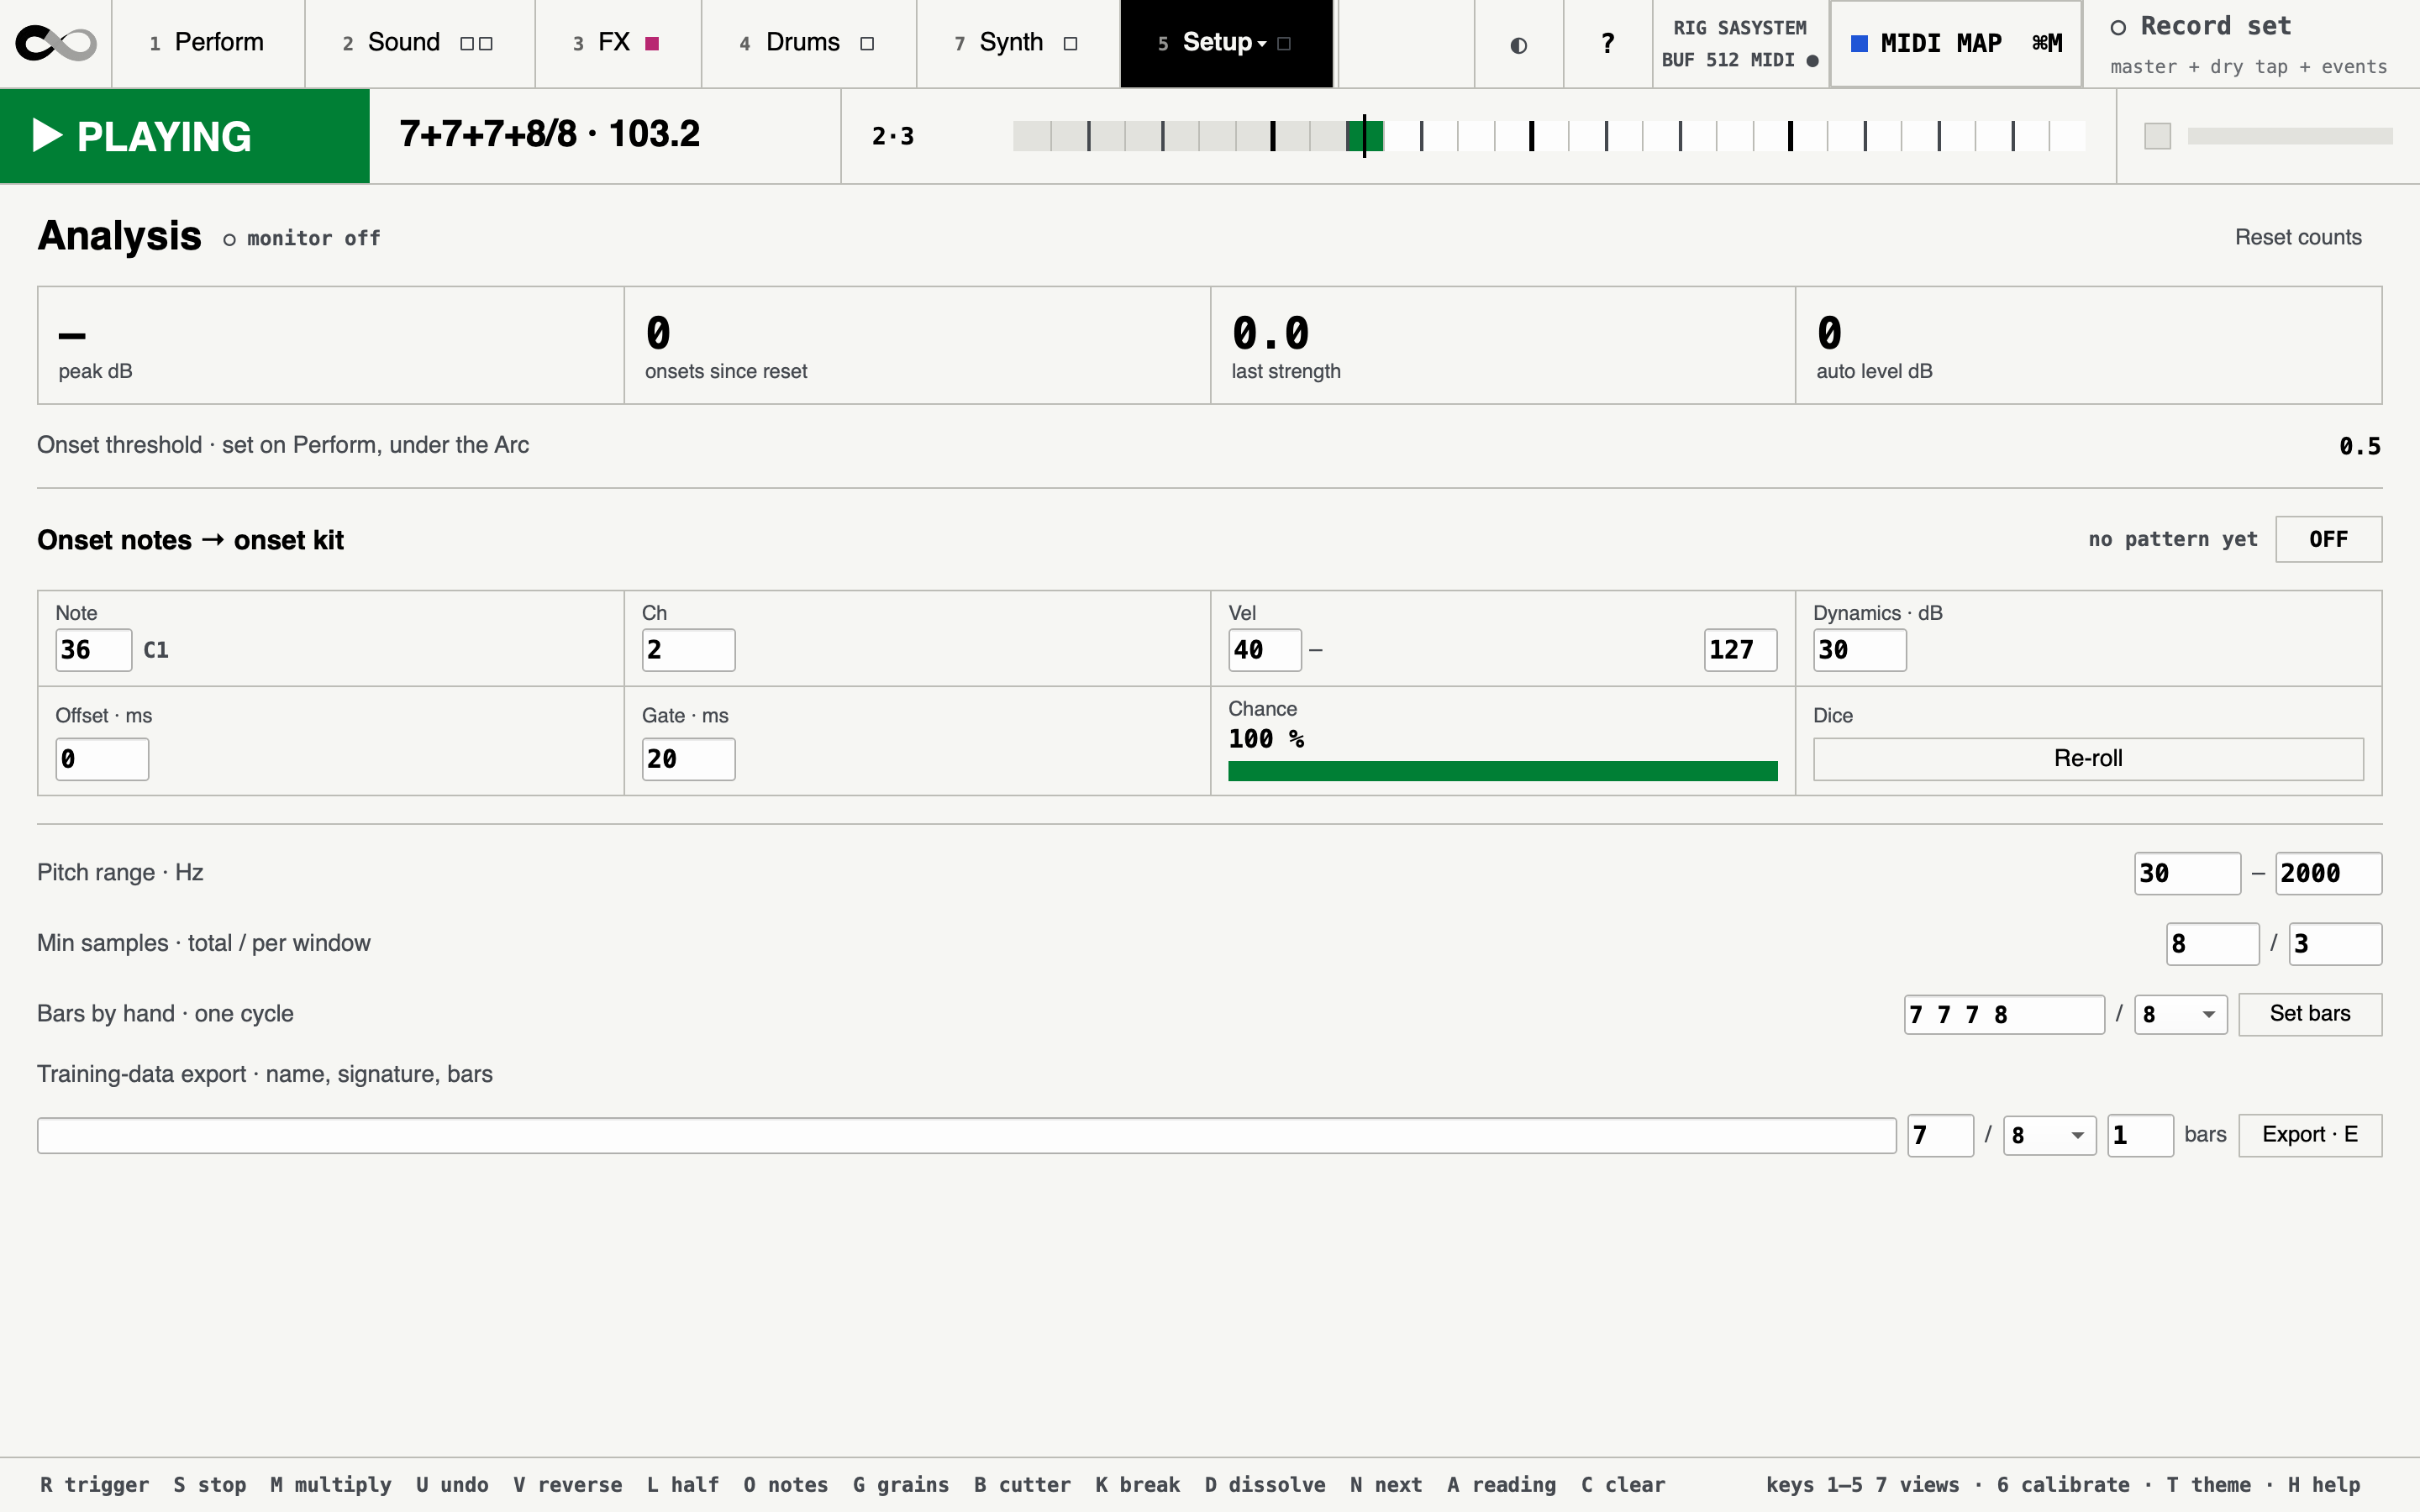 1 Perform
2 Sound
3 FX
4 Drums
7 Synth
5 Setup
?
RIG SASYSTEM
BUF 512 MIDI
MIDI MAP ⌘M
Record set
master + dry tap + events
PLAYING
7+7+7+8/8 · 103.2
2·3
Analysis
monitor off
Reset counts
–
peak dB
0
onsets since reset
0.0
last strength
0
auto level dB
Onset threshold · set on Perform, under the Arc
0.5
Onset notes → onset kit
no pattern yet
OFF
Note
36 C1
Ch
2
Vel
40 – 127
Dynamics · dB
30
Offset · ms
0
Gate · ms
20
Chance
100 %
Dice
Re-roll
Pitch range · Hz
30 – 2000
Min samples · total / per window
8 / 3
Bars by hand · one cycle
7 7 7 8 / 8 Set bars
Training-data export · name, signature, bars
7 / 8 1 bars Export · E
R trigger S stop M multiply U undo V reverse L half O notes G grains B cutter K break D dissolve N next A reading C clear
keys 1–5 7 views · 6 calibrate · T theme · H help